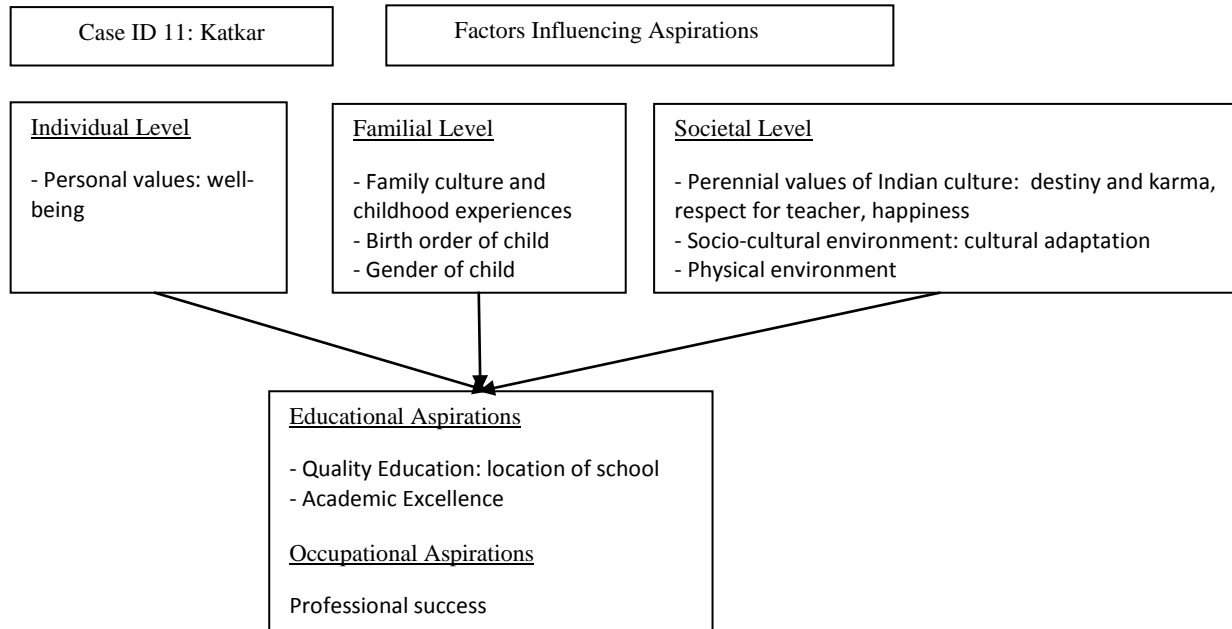 Case ID 11: Katkar
Factors Influencing Aspirations
Individual Level
- Personal values: well-
being
Familial Level
- Family culture and
childhood experiences
- Birth order of child
- Gender of child
Societal Level
- Perennial values of Indian culture:  destiny and karma,
respect for teacher, happiness
- Socio-cultural environment: cultural adaptation
- Physical environment
Educational Aspirations
- Quality Education: location of school
- Academic Excellence
Occupational Aspirations
Professional success